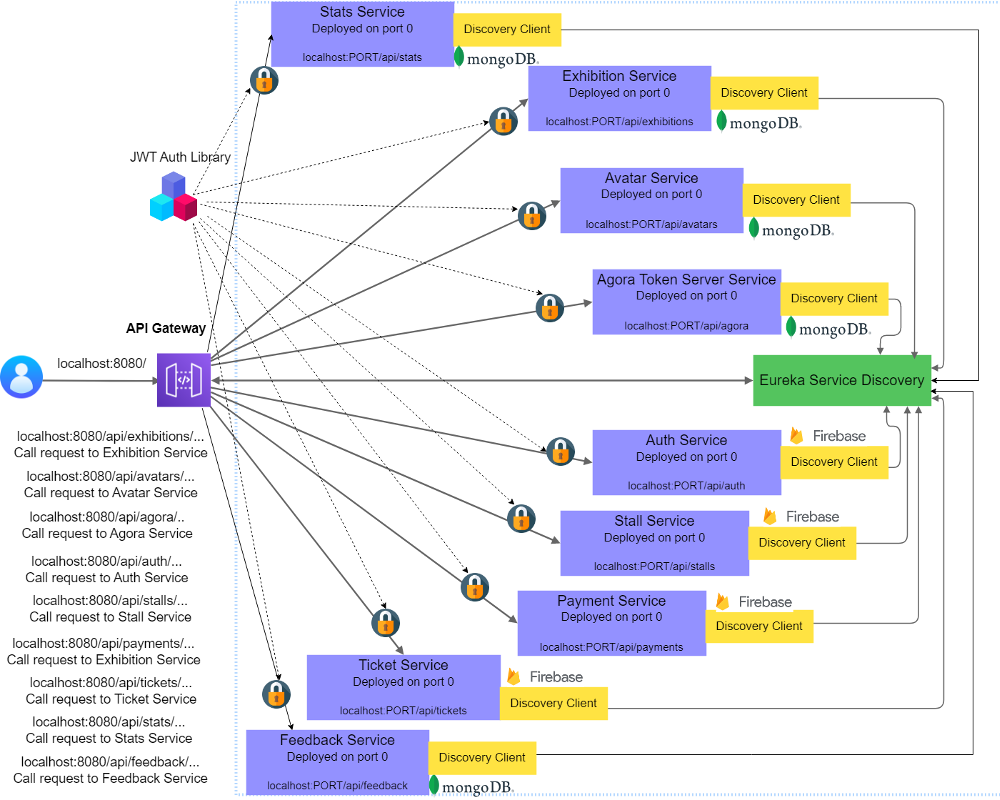 Stats Service
Deployed on port 0
localhost:PORT/api/stats
Discovery Client
mongoDB.
Exhibition Service
Deployed on port 0
localhost:PORT/api/exhibitions
Discovery Client
mongoDB.
JWT Auth Library
Avatar Service
Deployed on port 0
localhost:PORT/api/avatars
Discovery Client
mongoDB.
Agora Token Server Service
Deployed on port 0
localhost:PORT/api/agora
Discovery Client
mongoDB.
API Gateway
localhost:8080/
Eureka Service Discovery
Auth Service
Deployed on port 0
localhost:PORT/api/auth
Firebase
Discovery Client
Stall Service
Deployed on port 0
localhost:PORT/api/stalls
Firebase
Discovery Client
Payment Service
Deployed on port 0
localhost:PORT/api/payments
Firebase
Discovery Client
Ticket Service
Deployed on port 0
localhost:PORT/api/tickets
Firebase
Discovery Client
Feedback Service
Deployed on port 0
localhost:PORT/api/feedback
Discovery Client
mongoDB.
localhost:8080/api/exhibitions/...
Call request to Exhibition Service
localhost:8080/api/avatars/...
Call request to Avatar Service
localhost:8080/api/agora/..
Call request to Agora Service
localhost:8080/api/auth/...
Call request to Auth Service
localhost:8080/api/stalls/...
Call request to Stall Service
localhost:8080/api/payments/...
Call request to Exhibition Service
localhost:8080/api/tickets/...
Call request to Ticket Service
localhost:8080/api/stats/...
Call request to Stats Service
localhost:8080/api/feedback/...
Call request to Feedback Service